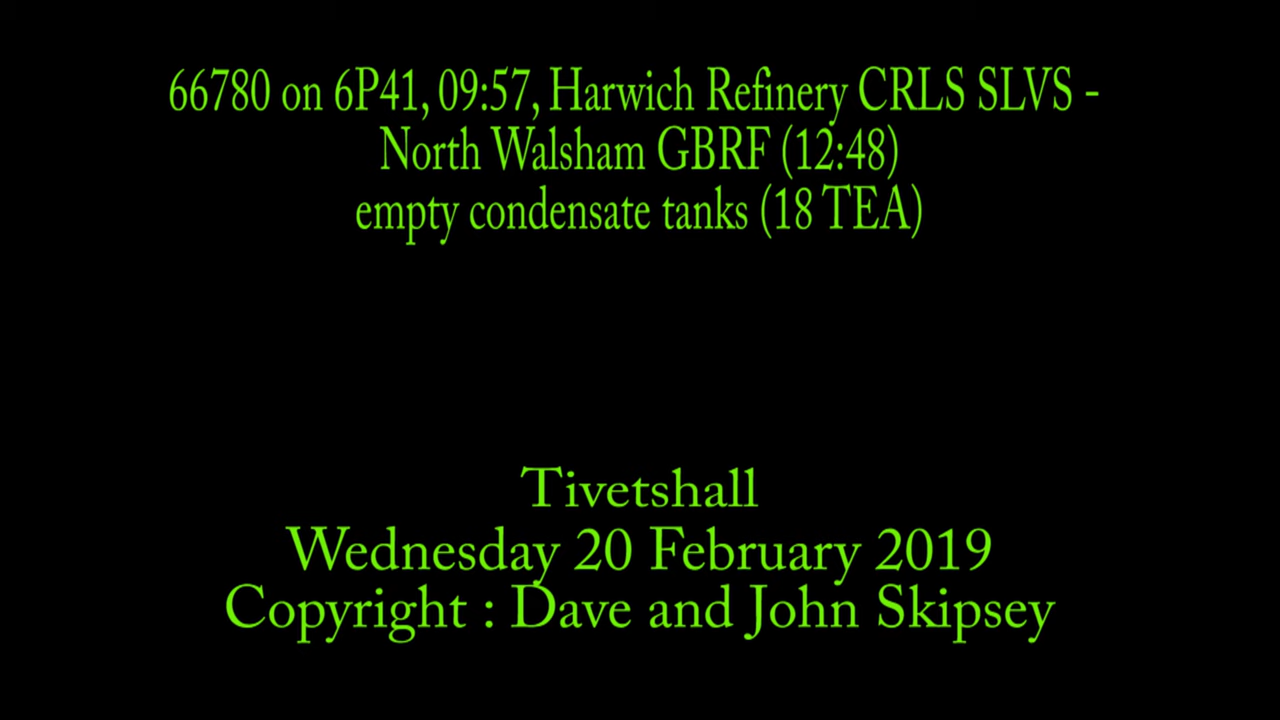 66780 on 6P41, 09:57, Harwich Refinery CRLS SLVS -
North Walsham GBRF (12:48)
empty condensate tanks (18 TEA)
Tivetshall
Wednesday 20 February 2019
Copyright : Dave and John Skipsey